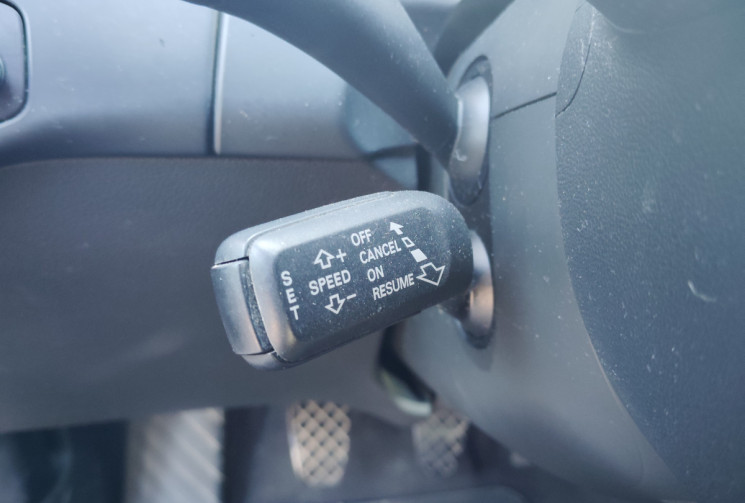 SET
+
SPEED
−
OFF
CANCEL
ON
RESUME